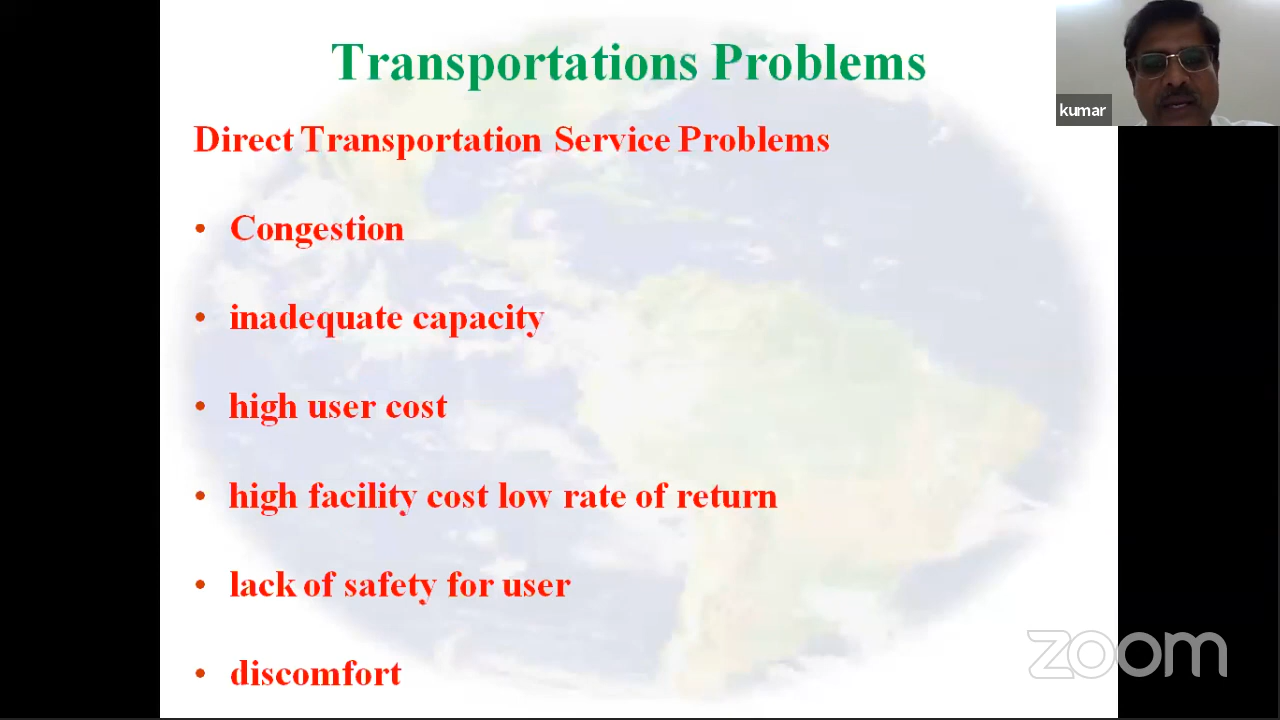 Transportations Problems
kumar
Direct Transportation Service Problems
• Congestion
• inadequate capacity
• high user cost
• high facility cost low rate of return
• lack of safety for user
• discomfort
zoom